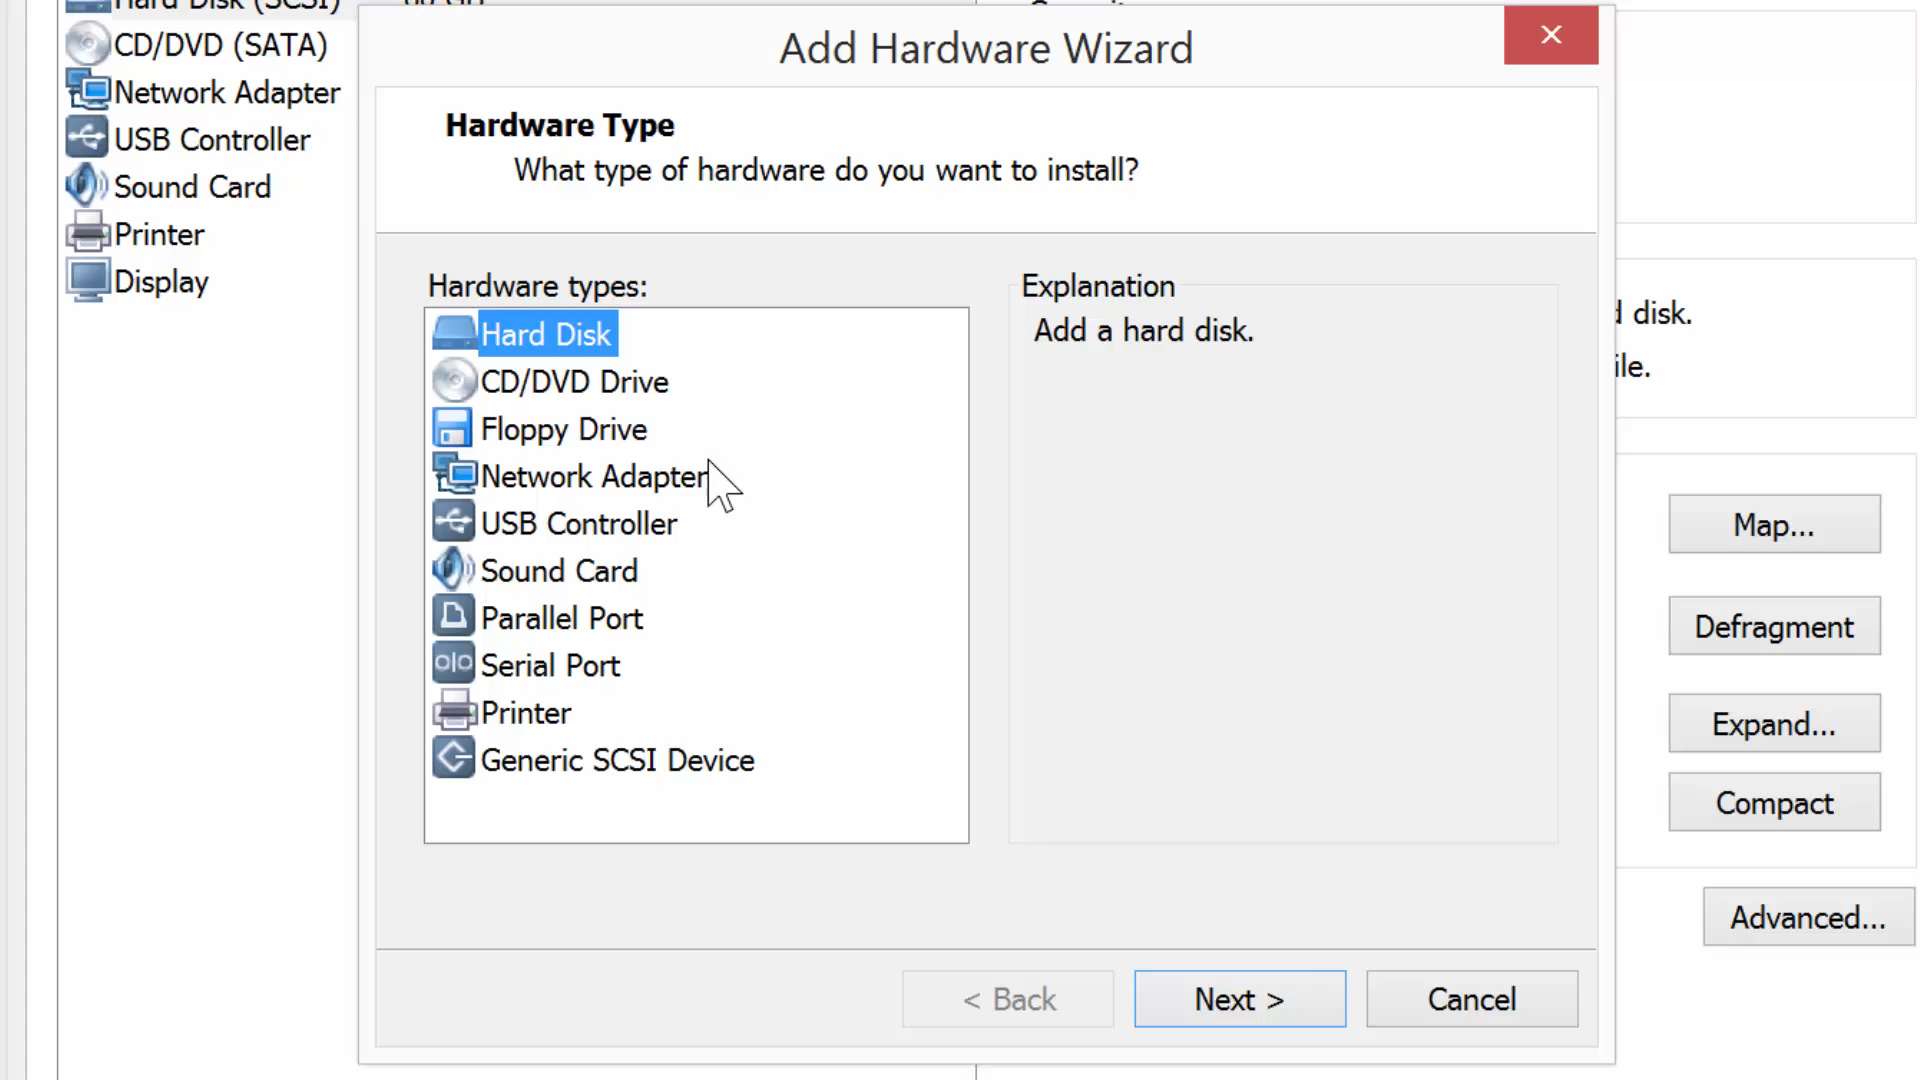 Hard Disk (SCSI)
CD/DVD (SATA)
Network Adapter
USB Controller
Sound Card
Printer
Display
Add Hardware Wizard
Hardware Type
What type of hardware do you want to install?
Hardware types:
Hard Disk
CD/DVD Drive
Floppy Drive
Network Adapter
USB Controller
Sound Card
Parallel Port
Serial Port
Printer
Generic SCSI Device
Explanation
Add a hard disk.
< Back
Next >
Cancel
disk.
Map...
Defragment
Expand...
Compact
Advanced...